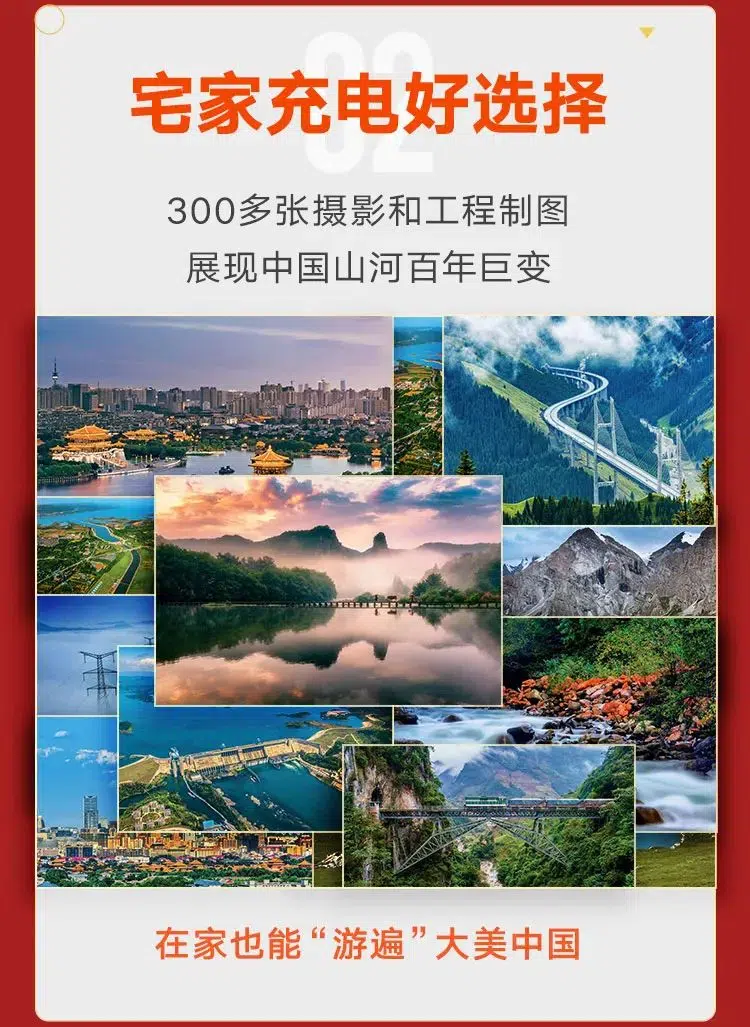 02
宅家充电好选择
300多张摄影和工程制图
展现中国山河百年巨变
在家也能“游遍”大美中国